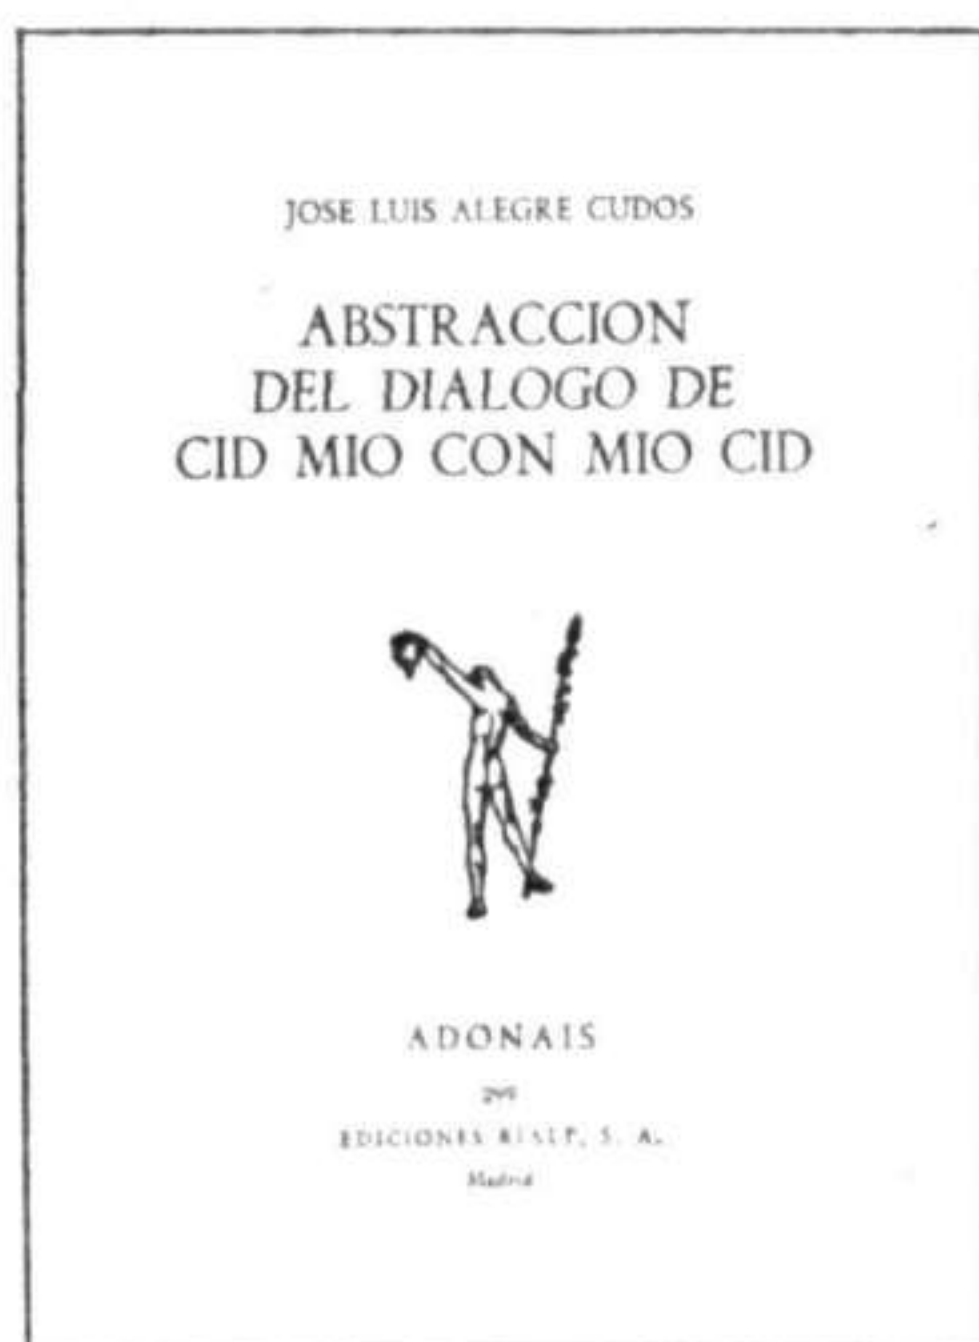 JOSE LUIS ALEGRE CUDOS
ABSTRACCION
DEL DIALOGO DE
CID MIO CON MIO CID
ADONAIS
EDICIONES RIALP, S. A.
Madrid